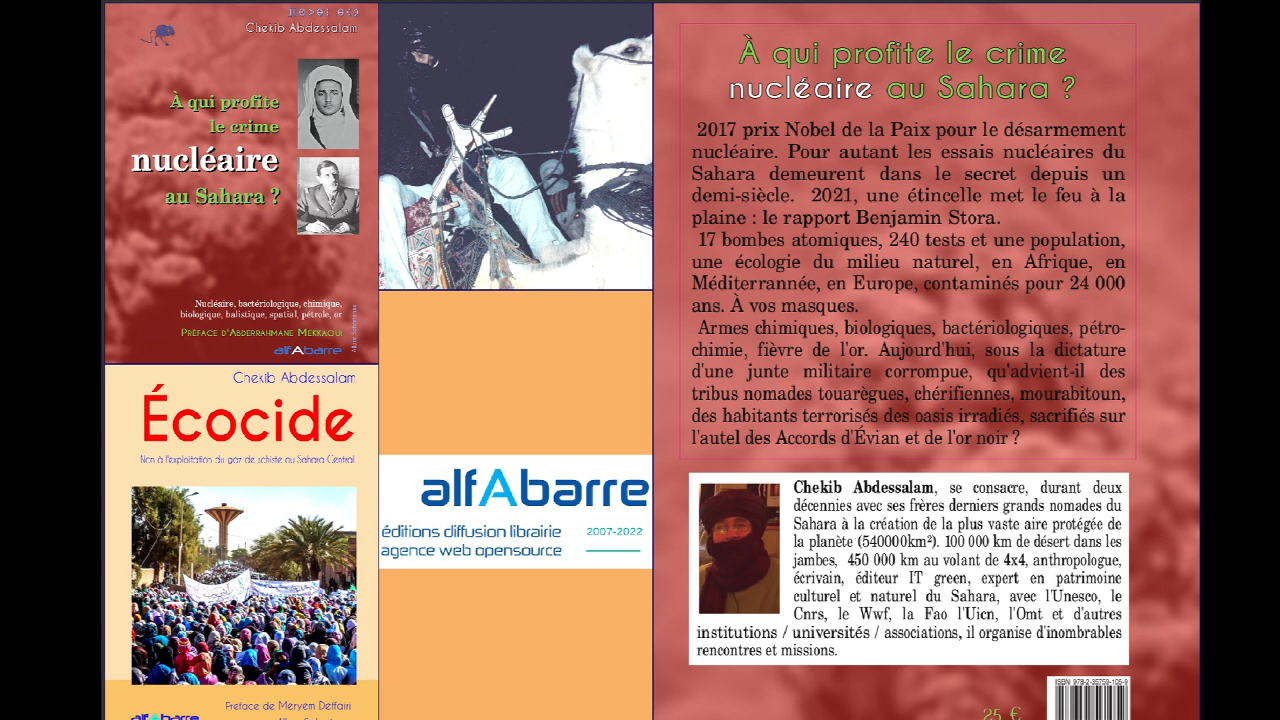 Chekib Abdessalam
À qui profite
le crime
nucléaire
au Sahara ?
Nucléaire, bactériologique, chimique,
biologique, balistique, spatial, pétrole, or
Préface d'Abderrahmane Mekkaoui
alfAbarre
Chekib Abdessalam
Écocide
Non à l'exploitation du gaz de schiste au Sahara Central
Préface de Meryem Deffairi
alfAbarre
alfAbarre
éditions diffusion librairie
agence web opensource
2007-2022
À qui profite le crime
nucléaire au Sahara ?
2017 prix Nobel de la Paix pour le désarmement
nucléaire. Pour autant les essais nucléaires du
Sahara demeurent dans le secret depuis un
demi-siècle. 2021, une étincelle met le feu à la
plaine : le rapport Benjamin Stora.
17 bombes atomiques, 240 tests et une population,
une écologie du milieu naturel, en Afrique, en
Méditerrannée, en Europe, contaminés pour 24 000
ans. À vos masques.
Armes chimiques, biologiques, bactériologiques, pétro-
chimie, fièvre de l'or. Aujourd'hui, sous la dictature
d'une junte militaire corrompue, qu'advient-il des
tribus nomades touarègues, chérifiennes, mourabitoun,
des habitants terrorisés des oasis irradiés, sacrifiés sur
l'autel des Accords d'Évian et de l'or noir ?
Chekib Abdessalam, se consacre, durant deux
décennies avec ses frères derniers grands nomades du
Sahara à la création de la plus vaste aire protégée de
la planète (540000km²). 100 000 km de désert dans les
jambes, 450 000 km au volant de 4x4, anthropologue,
écrivain, éditeur IT green, expert en patrimoine
culturel et naturel du Sahara, avec l'Unesco, le
Cnrs, le Wwf, la Fao l'Uicn, l'Omt et d'autres
institutions / universités / associations, il organise d'inombrables
rencontres et missions.
ISBN 978-2-35759-105-9
25 €